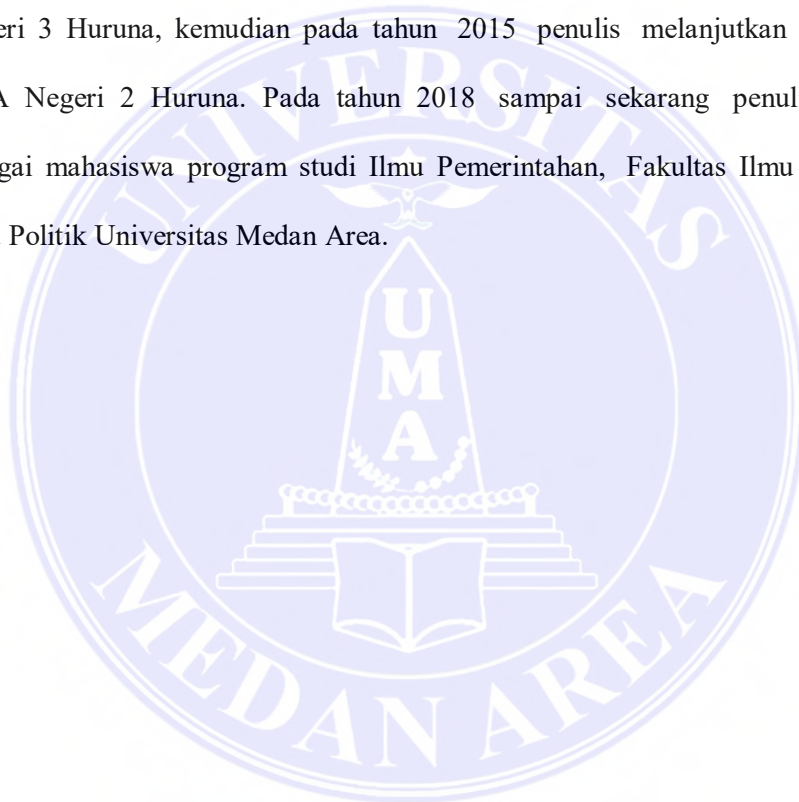 eri 3 Huruna, kemudian pada tahun 2015 penulis melanjutkan
A Negeri 2 Huruna. Pada tahun 2018 sampai sekarang penul
gai mahasiswa program studi Ilmu Pemerintahan, Fakultas Ilmu
Politik Universitas Medan Area.
UNIVERSITAS
U
M
A
MEDAN AREA